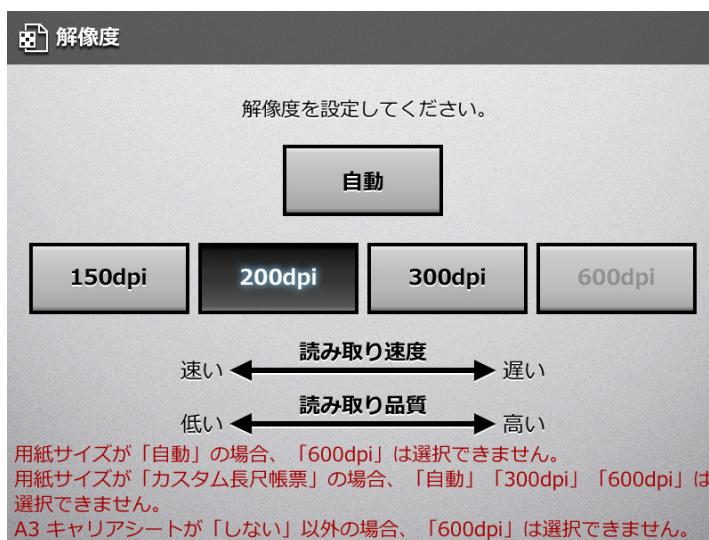 解像度
解像度を設定してください。
自動
150dpi
200dpi
300dpi
600dpi
読み取り速度
速い
遅い
読み取り品質
低い
高い
用紙サイズが「自動」の場合、「600dpi」は選択できません。
用紙サイズが「カスタム長尺帳票」の場合、「自動」「300dpi」「600dpi」は
選択できません。
A3 キャリアシートが「しない」以外の場合、「600dpi」は選択できません。